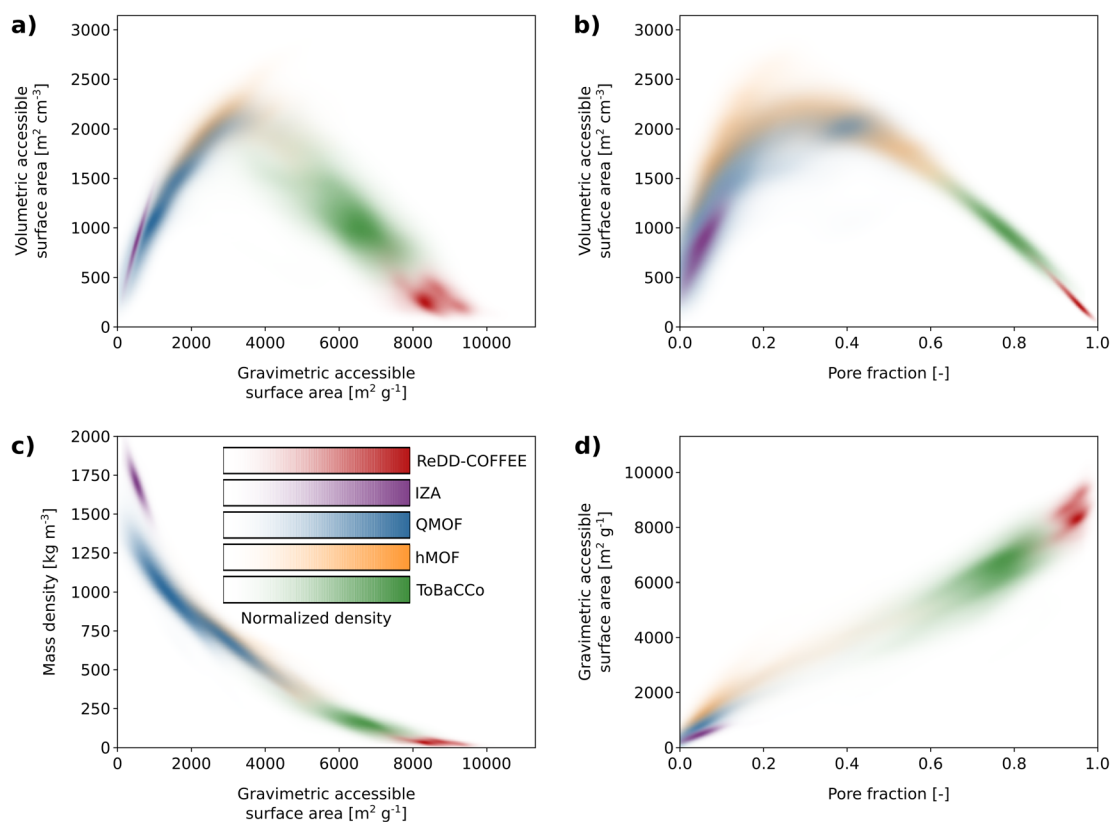 a)
3000
2500
2000
1500
1000
500
0
Volumetric accessible
surface area [m² cm⁻³]
0 2000 4000 6000 8000 10000
Gravimetric accessible
surface area [m² g⁻¹]
b)
3000
2500
2000
1500
1000
500
0
Volumetric accessible
surface area [m² cm⁻³]
0.0 0.2 0.4 0.6 0.8 1.0
Pore fraction [-]
c)
2000
1750
1500
1250
1000
750
500
250
0
Mass density [kg m⁻³]
ReDD-COFFEE
IZA
QMOF
hMOF
ToBaCCo
Normalized density
0 2000 4000 6000 8000 10000
Gravimetric accessible
surface area [m² g⁻¹]
d)
10000
8000
6000
4000
2000
0
Gravimetric accessible
surface area [m² g⁻¹]
0.0 0.2 0.4 0.6 0.8 1.0
Pore fraction [-]